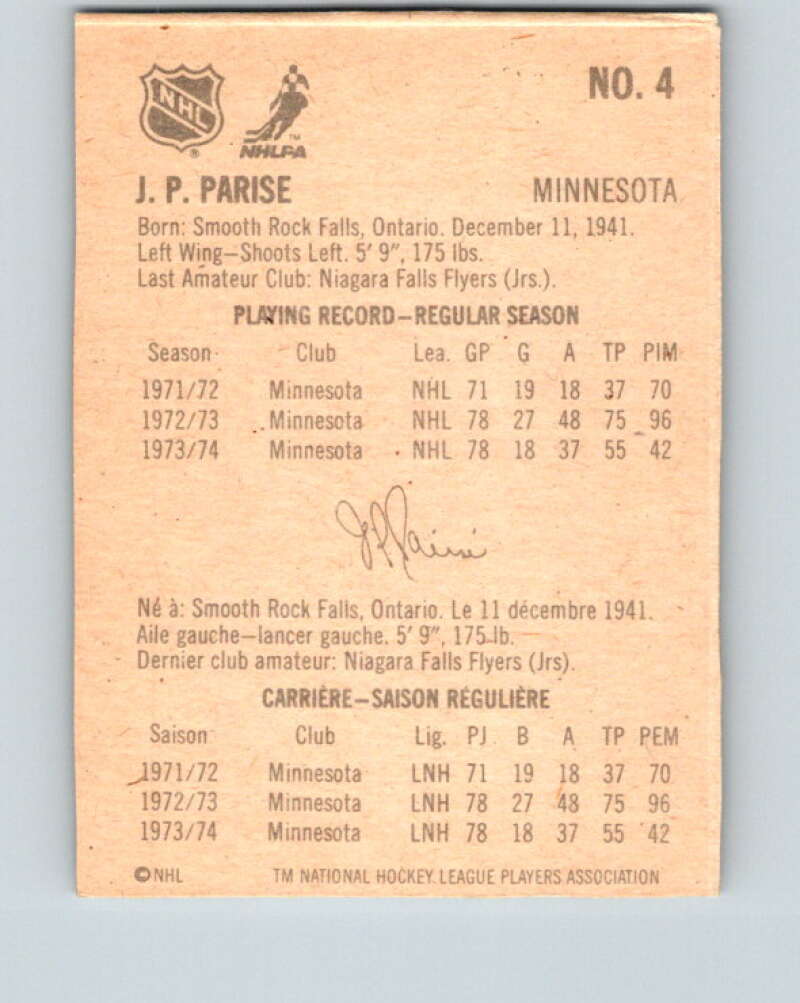 NHL
NHLPA TM
NO. 4
J. P. PARISE MINNESOTA
Born: Smooth Rock Falls, Ontario. December 11, 1941.
Left Wing—Shoots Left. 5' 9", 175 lbs.
Last Amateur Club: Niagara Falls Flyers (Jrs.).
PLAYING RECORD—REGULAR SEASON
Season Club Lea. GP G A TP PIM
1971/72 Minnesota NHL 71 19 18 37 70
1972/73 Minnesota NHL 78 27 48 75 96
1973/74 Minnesota NHL 78 18 37 55 42
JP Parisé
Né à: Smooth Rock Falls, Ontario. Le 11 décembre 1941.
Aile gauche—lancer gauche. 5' 9", 175 lb.
Dernier club amateur: Niagara Falls Flyers (Jrs).
CARRIÈRE—SAISON RÉGULIÈRE
Saison Club Lig. PJ B A TP PEM
1971/72 Minnesota LNH 71 19 18 37 70
1972/73 Minnesota LNH 78 27 48 75 96
1973/74 Minnesota LNH 78 18 37 55 42
©NHL TM NATIONAL HOCKEY LEAGUE PLAYERS ASSOCIATION